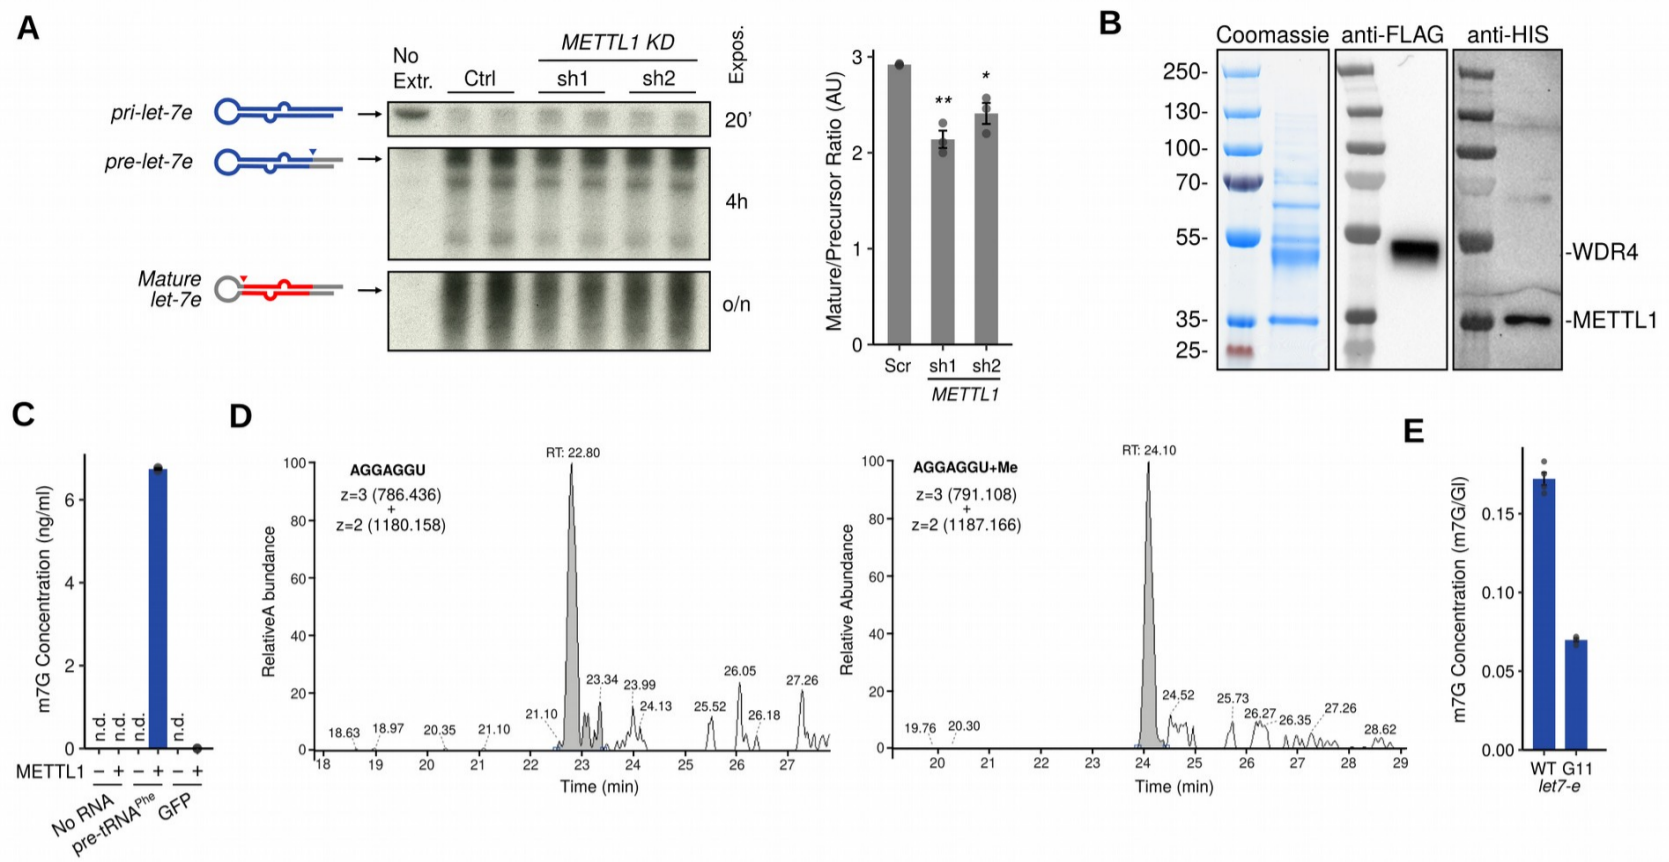 A
No
Extr.
Ctrl
METTL1 KD
sh1
sh2
Expos.
pri-let-7e
20’
pre-let-7e
4h
Mature
let-7e
o/n
Mature/Precursor Ratio (AU)
3
2
1
0
**
*
Scr
sh1
sh2
METTL1
B
Coomassie
anti-FLAG
anti-HIS
250-
130-
100-
70-
55-
35-
25-
-WDR4
-METTL1
C
m7G Concentration (ng/ml)
6
4
2
0
n.d.
n.d.
n.d.
n.d.
METTL1 – + – + – +
No RNA
pre-tRNAPhe
GFP
D
RelativeA bundance
100
80
60
40
20
0
AGGAGGU
z=3 (786.436)
+
z=2 (1180.158)
RT: 22.80
18.63
18.97
20.35
21.10
21.10
23.34
23.99
24.13
25.52
26.05
26.18
27.26
18 19 20 21 22 23 24 25 26 27
Time (min)
Relative Abundance
100
80
60
40
20
0
AGGAGGU+Me
z=3 (791.108)
+
z=2 (1187.166)
RT: 24.10
19.76
20.30
24.52
25.73
26.27
26.35
27.26
28.62
20 21 22 23 24 25 26 27 28 29
Time (min)
E
m7G Concentration (m7G/Gl)
0.15
0.10
0.05
0.00
WT G11
let7-e